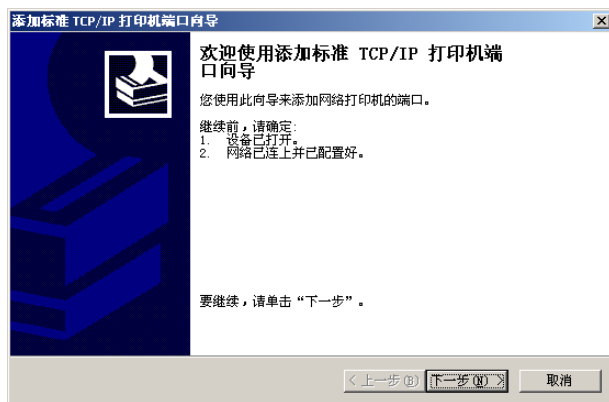 添加标准 TCP/IP 打印机端口向导
欢迎使用添加标准 TCP/IP 打印机端
口向导
您使用此向导来添加网络打印机的端口。
继续前，请确定:
1. 设备已打开。
2. 网络已连上并已配置好。
要继续，请单击“下一步”。
< 上一步(B) 下一步(N) > 取消